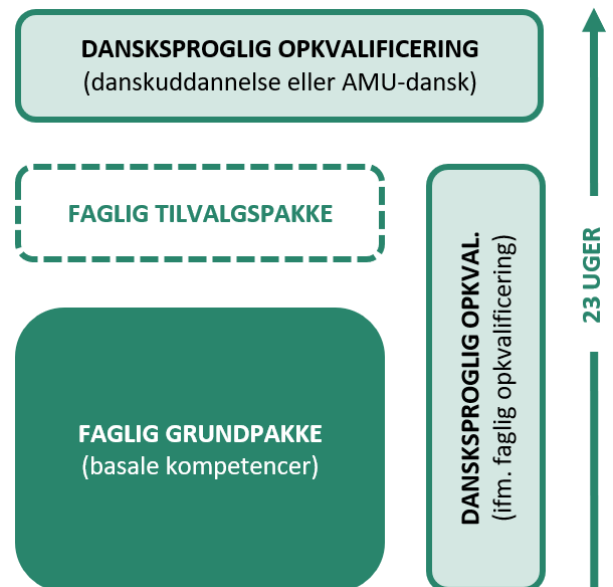 DANSKSPROGLIG OPKVALIFICERING
(danskuddannelse eller AMU-dansk)
FAGLIG TILVALGSPAKKE
FAGLIG GRUNDPAKKE
(basale kompetencer)
DANSKSPROGLIG OPKVAL.
(ifm. faglig opkvalificering)
23 UGER